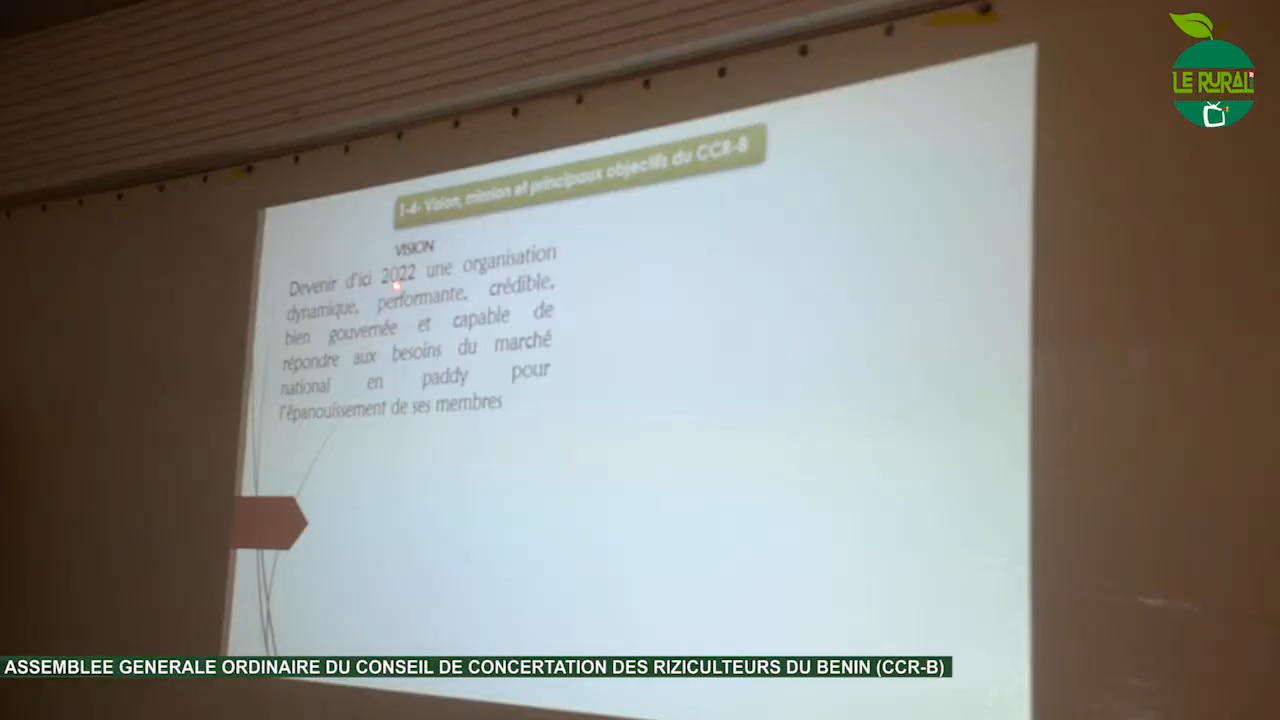 LE RURAL
1-4- Vision, mission et principaux objectifs du CCR-B
VISION
Devenir d'ici 2022 une organisation
dynamique, performante, crédible,
bien gouvernée et capable de
répondre aux besoins du marché
national en paddy pour
l'épanouissement de ses membres
ASSEMBLEE GENERALE ORDINAIRE DU CONSEIL DE CONCERTATION DES RIZICULTEURS DU BENIN (CCR-B)